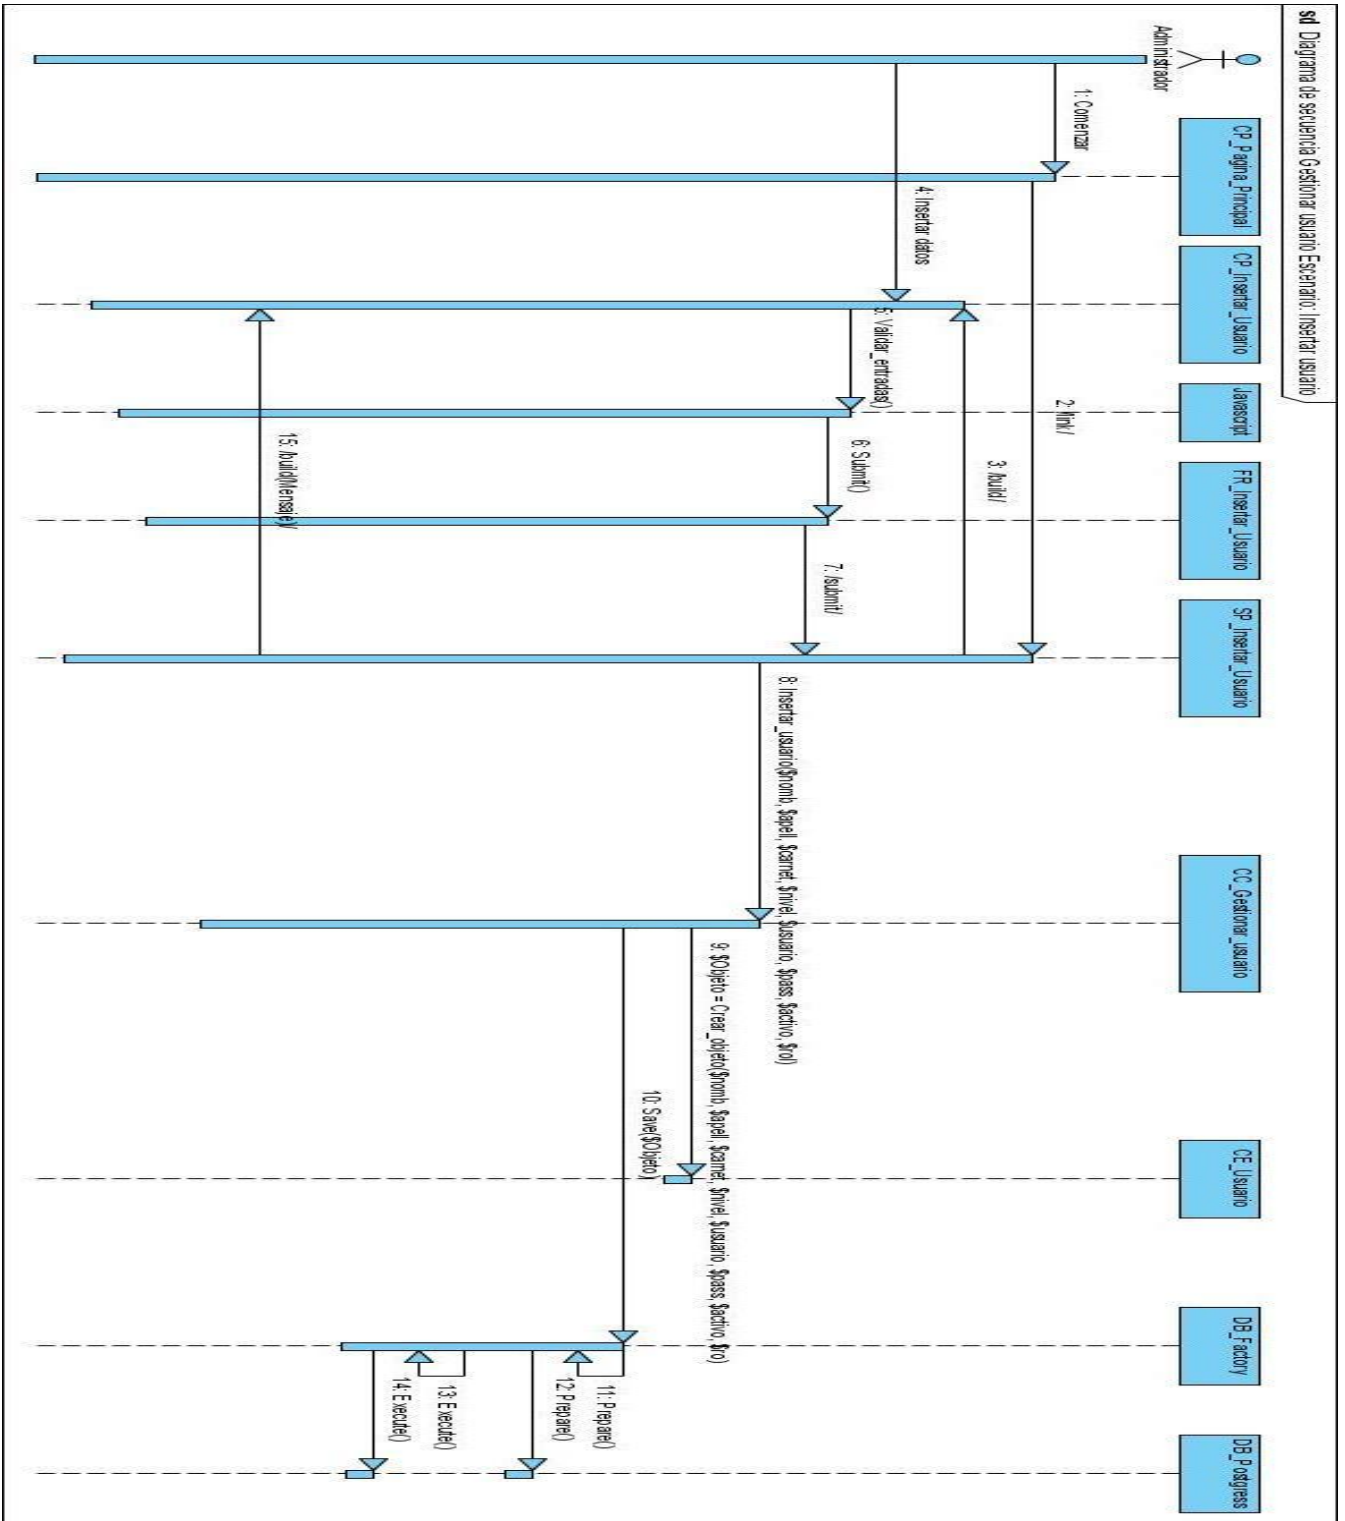 sd Diagrama de secuencia Gestionar usuario Escenario: Insertar usuario
Administrador
CP_Pagina_Principal
CP_Insertar_Usuario
Javascript
FR_Insertar_Usuario
SP_Insertar_Usuario
CC_Gestionar_usuario
CE_Usuario
DB_Factory
DB_Postgress
1: Comenzar
2: /link/
3: /build/
4: Insertar datos
5: Validar_entradas()
6: Submit()
7: /submit/
8: Insertar_usuario($nomb, $apell, $carnet, $nivel, $usuario, $pass, $activo, $rol)
9: $Objeto = Crear_objeto($nomb, $apell, $carnet, $nivel, $usuario, $pass, $activo, $ro)
10: Save($Objeto)
11: Prepare()
12: Prepare()
13: Execute()
14: Execute()
15: /build(Mensaje)/